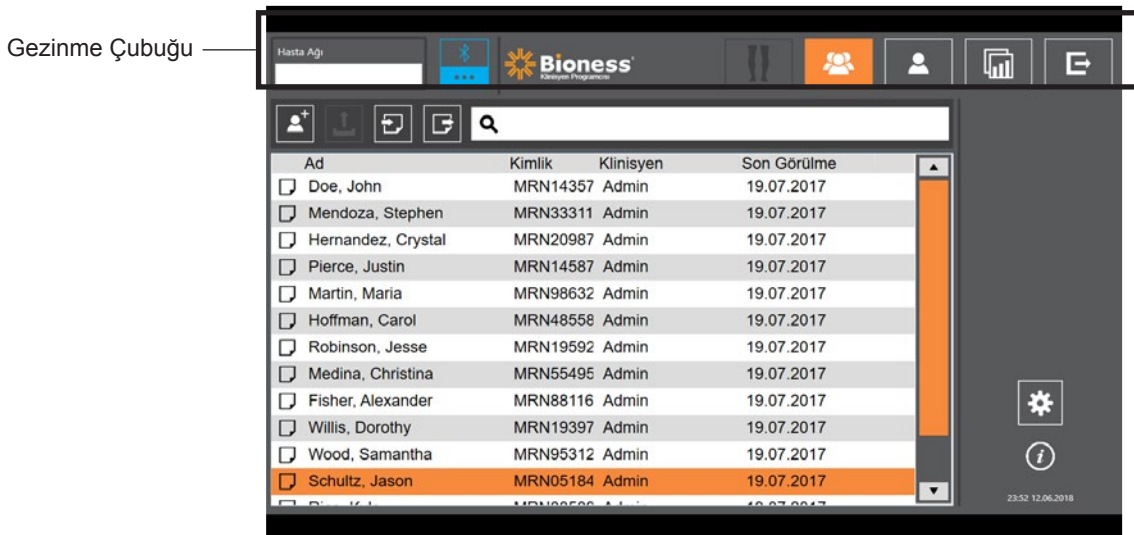 Gezinme Çubuğu
Hasta Ağı
Bioness
Klinisyen Programcısı
Ad Kimlik Klinisyen Son Görülme
Doe, John MRN14357 Admin 19.07.2017
Mendoza, Stephen MRN33311 Admin 19.07.2017
Hernandez, Crystal MRN20987 Admin 19.07.2017
Pierce, Justin MRN14587 Admin 19.07.2017
Martin, Maria MRN98632 Admin 19.07.2017
Hoffman, Carol MRN48558 Admin 19.07.2017
Robinson, Jesse MRN19592 Admin 19.07.2017
Medina, Christina MRN55495 Admin 19.07.2017
Fisher, Alexander MRN88116 Admin 19.07.2017
Willis, Dorothy MRN19397 Admin 19.07.2017
Wood, Samantha MRN95312 Admin 19.07.2017
Schultz, Jason MRN05184 Admin 19.07.2017
23:52 12.06.2018